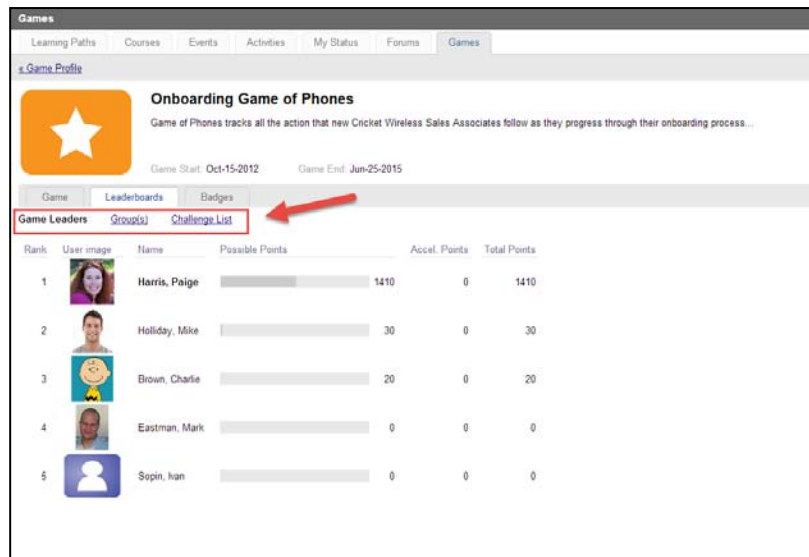 Games
Learning Paths Courses Events Activities My Status Forums Games
« Game Profile
Onboarding Game of Phones
Game of Phones tracks all the action that new Cricket Wireless Sales Associates follow as they progress through their onboarding process...
Game Start: Oct-15-2012 Game End: Jun-25-2015
Game Leaderboards Badges
Game Leaders Group(s) Challenge List
Rank User image Name Possible Points Accel. Points Total Points
1 Harris, Paige 1410 0 1410
2 Holliday, Mike 30 0 30
3 Brown, Charlie 20 0 20
4 Eastman, Mark 0 0 0
5 Sopin, Ivan 0 0 0